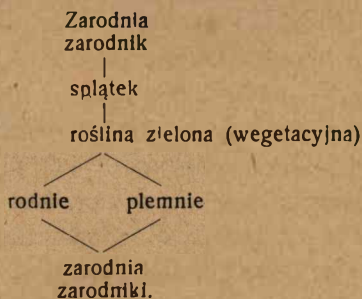 Zarodnia
zarodnik
splątek
roślina zielona (wegetacyjna)
rodnie plemnie
zarodnia
zarodniki.